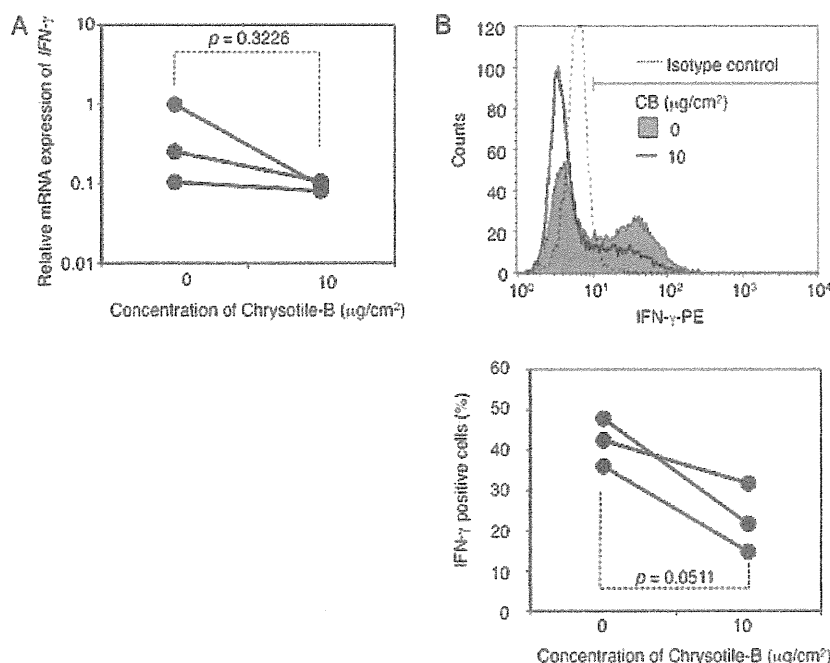 A
Relative mRNA expression of IFN-γ
10
1
0.1
0.01
p = 0.3226
0
10
Concentration of Chrysotile-B (µg/cm²)
B
Counts
120
100
80
60
40
20
0
Isotype control
CB (µg/cm²)
0
10
10⁰
10¹
10²
10³
10⁴
IFN-γ-PE
IFN-γ positive cells (%)
60
50
40
30
20
10
0
p = 0.0511
0
10
Concentration of Chrysotile-B (µg/cm²)